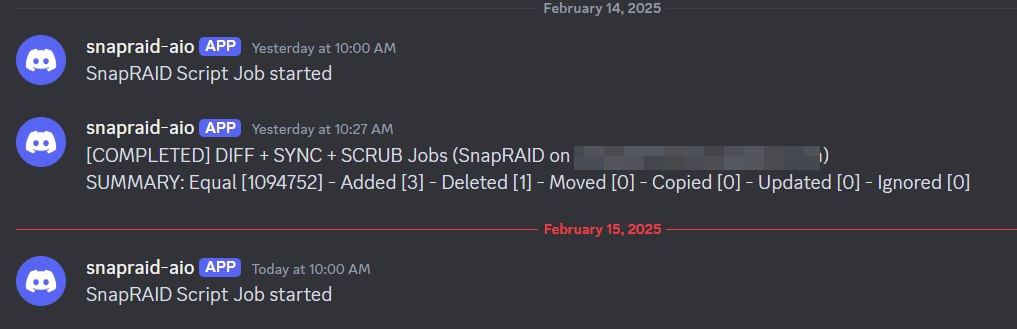 February 14, 2025
snapraid-aio APP Yesterday at 10:00 AM
SnapRAID Script Job started
snapraid-aio APP Yesterday at 10:27 AM
[COMPLETED] DIFF + SYNC + SCRUB Jobs (SnapRAID on )
SUMMARY: Equal [1094752] - Added [3] - Deleted [1] - Moved [0] - Copied [0] - Updated [0] - Ignored [0]
February 15, 2025
snapraid-aio APP Today at 10:00 AM
SnapRAID Script Job started